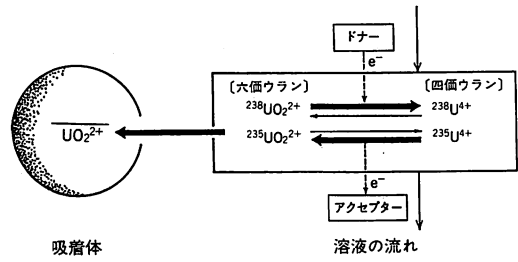 ドナー
e⁻
〔六価ウラン 〔四価ウラン〕
²³⁸UO₂²⁺ ²³⁸U⁴⁺
UO₂²⁺ ²³⁵UO₂²⁺ ²³⁵U⁴⁺
e⁻
アクセプター
吸着体 溶液の流れ